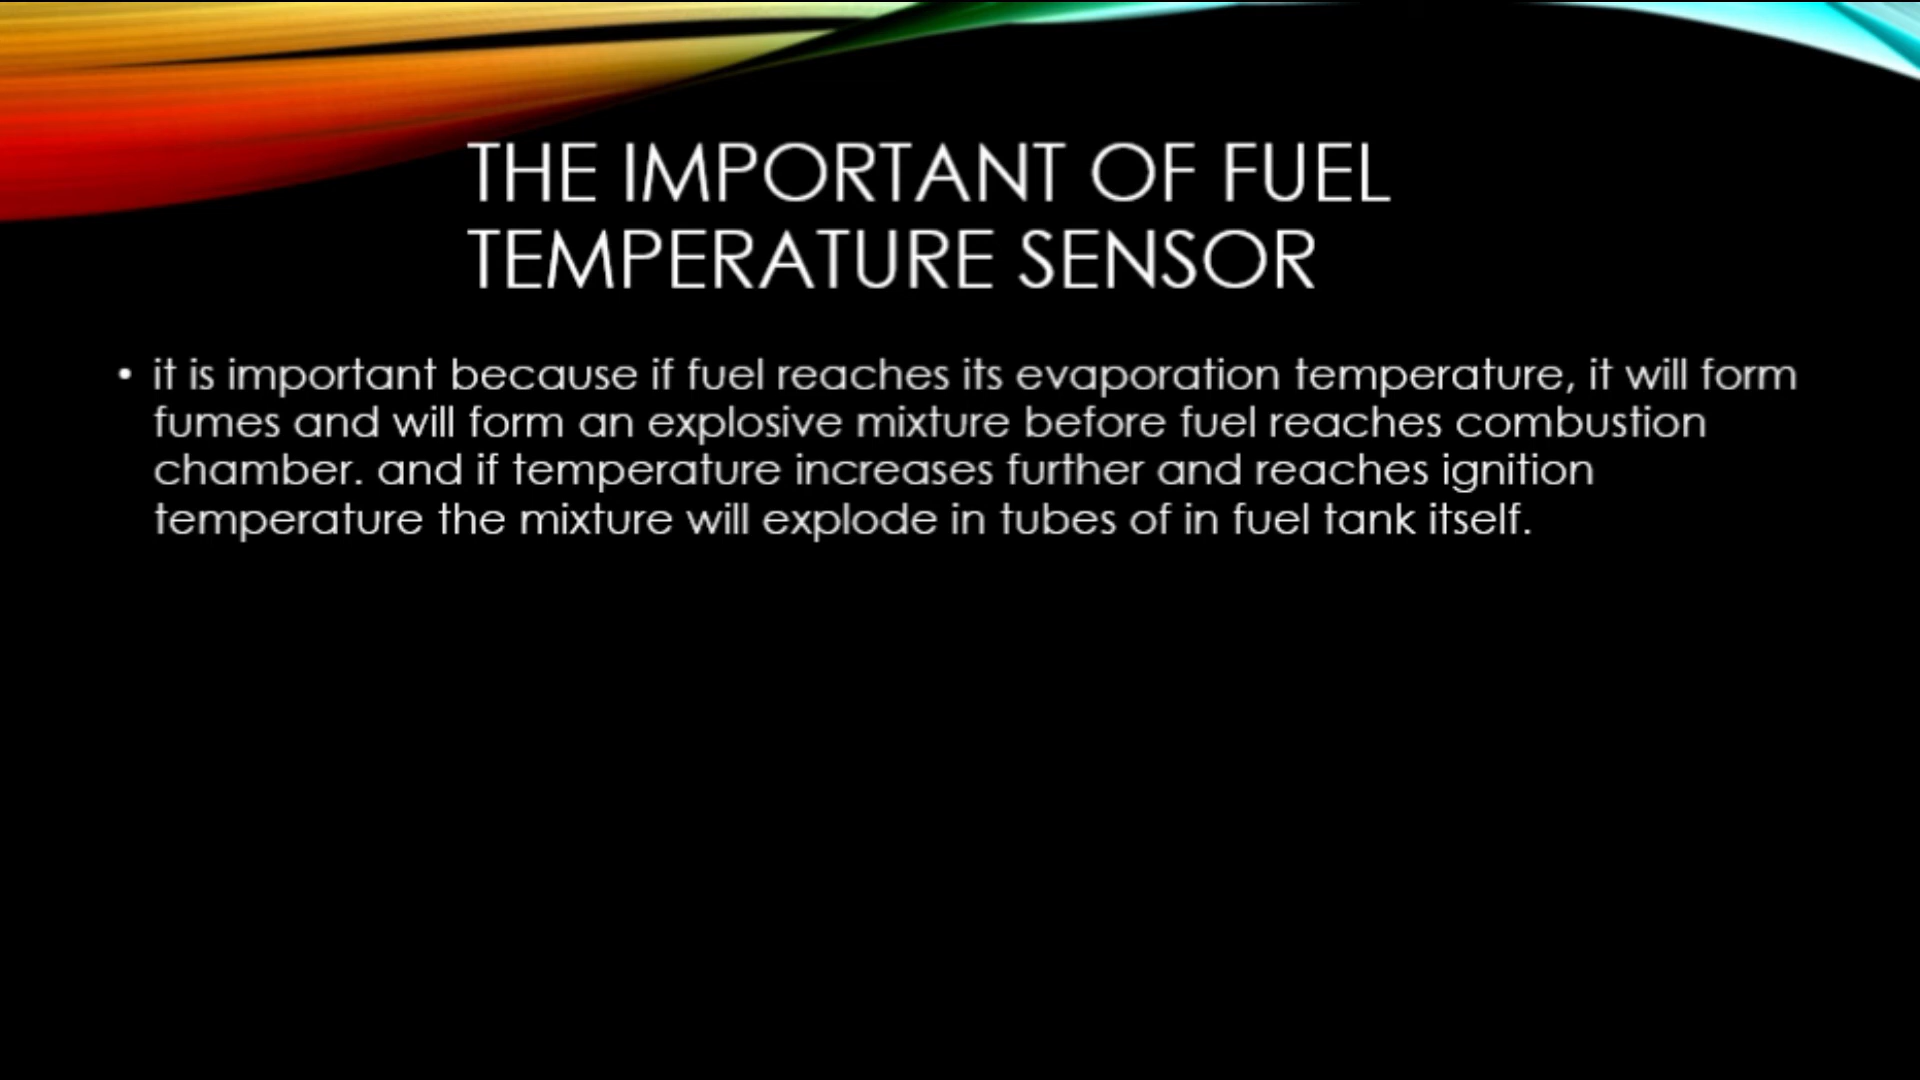 THE IMPORTANT OF FUEL
TEMPERATURE SENSOR
• it is important because if fuel reaches its evaporation temperature, it will form
fumes and will form an explosive mixture before fuel reaches combustion
chamber. and if temperature increases further and reaches ignition
temperature the mixture will explode in tubes of in fuel tank itself.